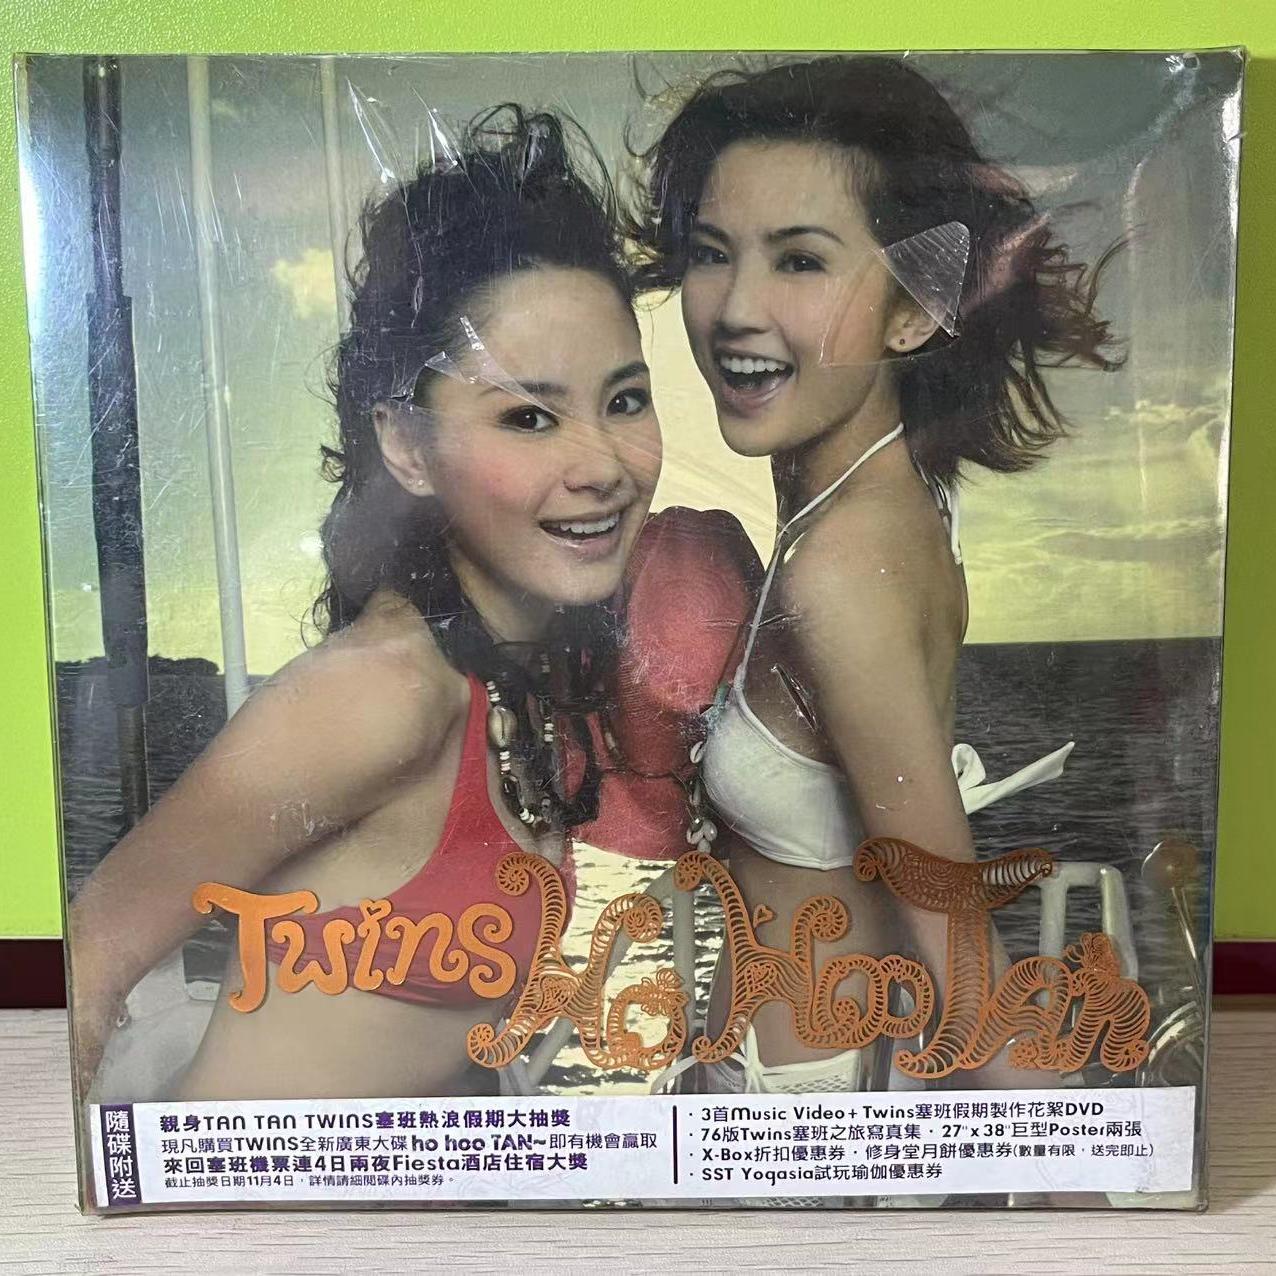 Twins Ho Hoo Tan
隨碟附送
親身TAN TAN TWINS塞班熱浪假期大抽獎
現凡購買TWINS全新廣東大碟ho hoo TAN~即有機會贏取
來回塞班機票連4日兩夜Fiesta酒店住宿大獎
截止抽獎日期11月4日，詳情請細閱碟內抽獎券。
· 3首Music Video+Twins塞班假期製作花絮DVD
· 76版Twins塞班之旅寫真集 · 27"x38"巨型Poster兩張
· X-Box折扣優惠券 · 修身堂月餅優惠券(數量有限，送完即止)
· SST Yogasia試玩瑜伽優惠券